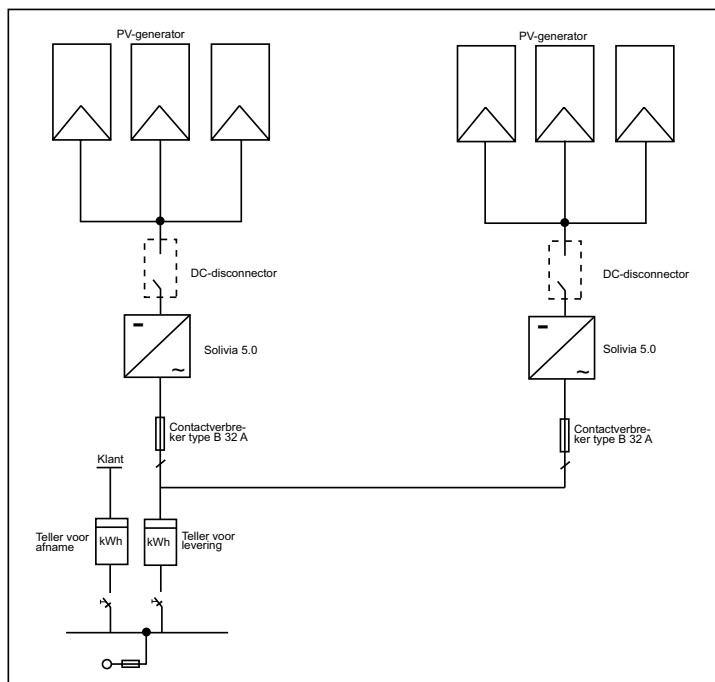 PV-generator
PV-generator
DC-disconnector
DC-disconnector
Solivia 5.0
Solivia 5.0
Contactverbre-
ker type B 32 A
Contactverbre-
ker type B 32 A
Klant
Teller voor
afname
kWh
kWh
Teller voor
levering